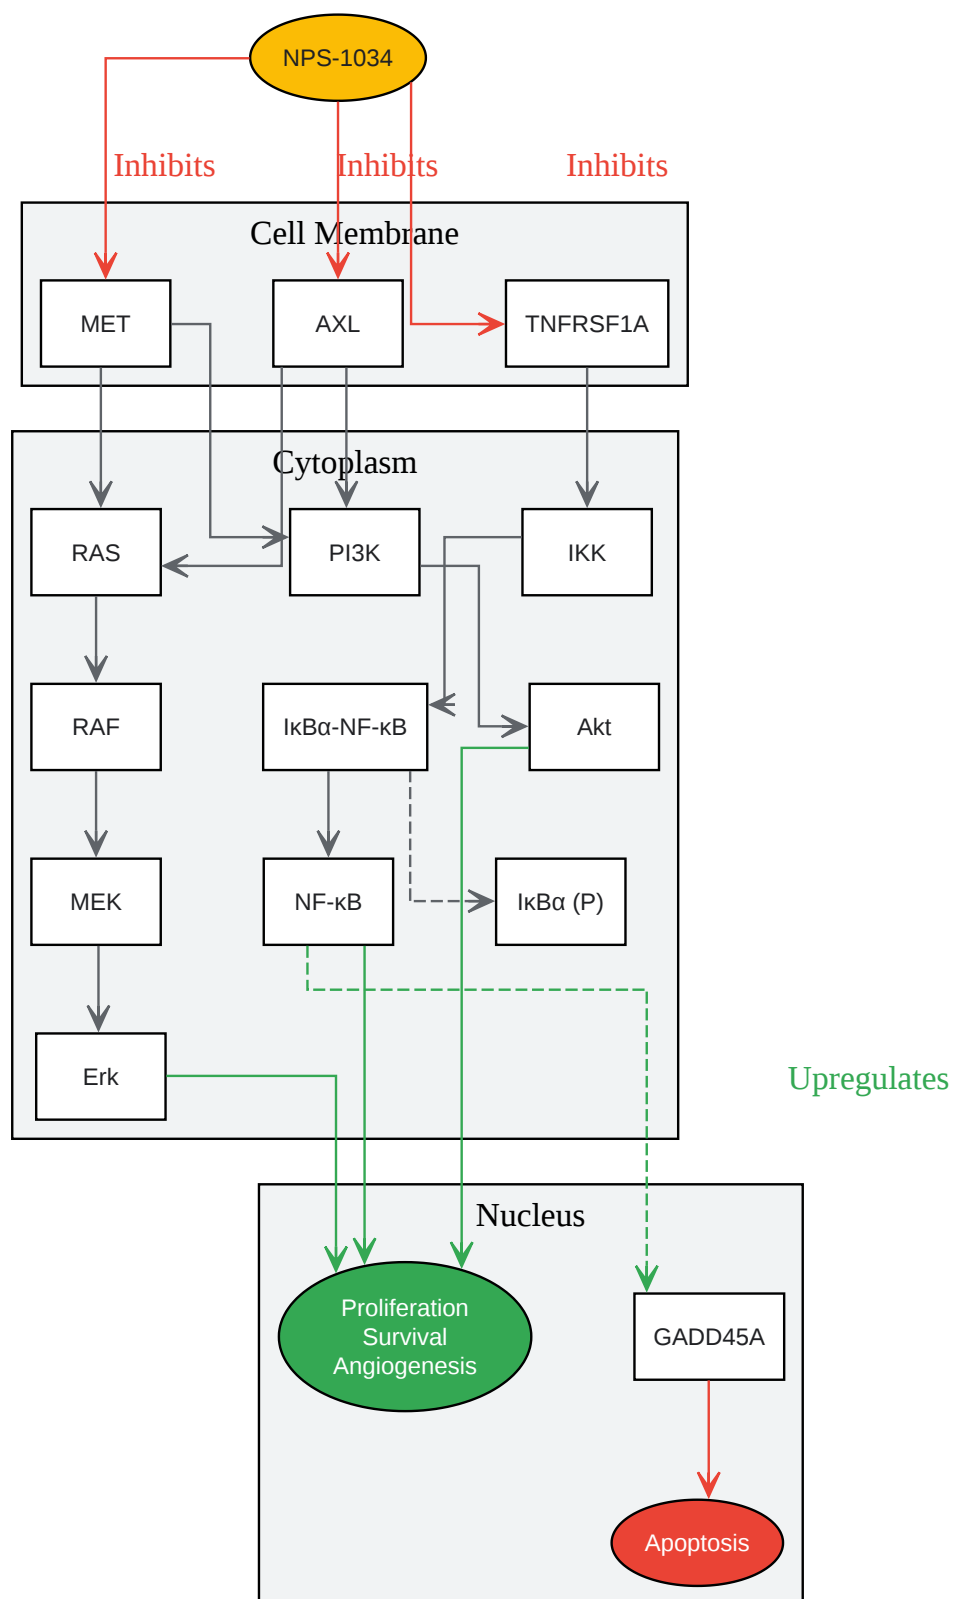 NPS-1034
Inhibits
Inhibits
Inhibits
Cell Membrane
MET
AXL
TNFRSF1A
Cytoplasm
RAS
PI3K
IKK
RAF
IκBα-NF-κB
Akt
MEK
NF-κB
IκBα (P)
Erk
Upregulates
Nucleus
Proliferation
Survival
Angiogenesis
GADD45A
Apoptosis